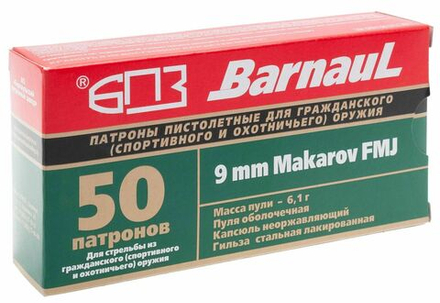 ® БПЗ BarnauL
ПАТРОНЫ ПИСТОЛЕТНЫЕ ДЛЯ ГРАЖДАНСКОГО
(СПОРТИВНОГО И ОХОТНИЧЬЕГО) ОРУЖИЯ
50
патронов
Для стрельбы из
гражданского (спортивного
и охотничьего) оружия
9 mm Makarov FMJ
Масса пули – 6,1 г
Пуля оболочечная
Капсюль неоржавляющий
Гильза стальная лакированная